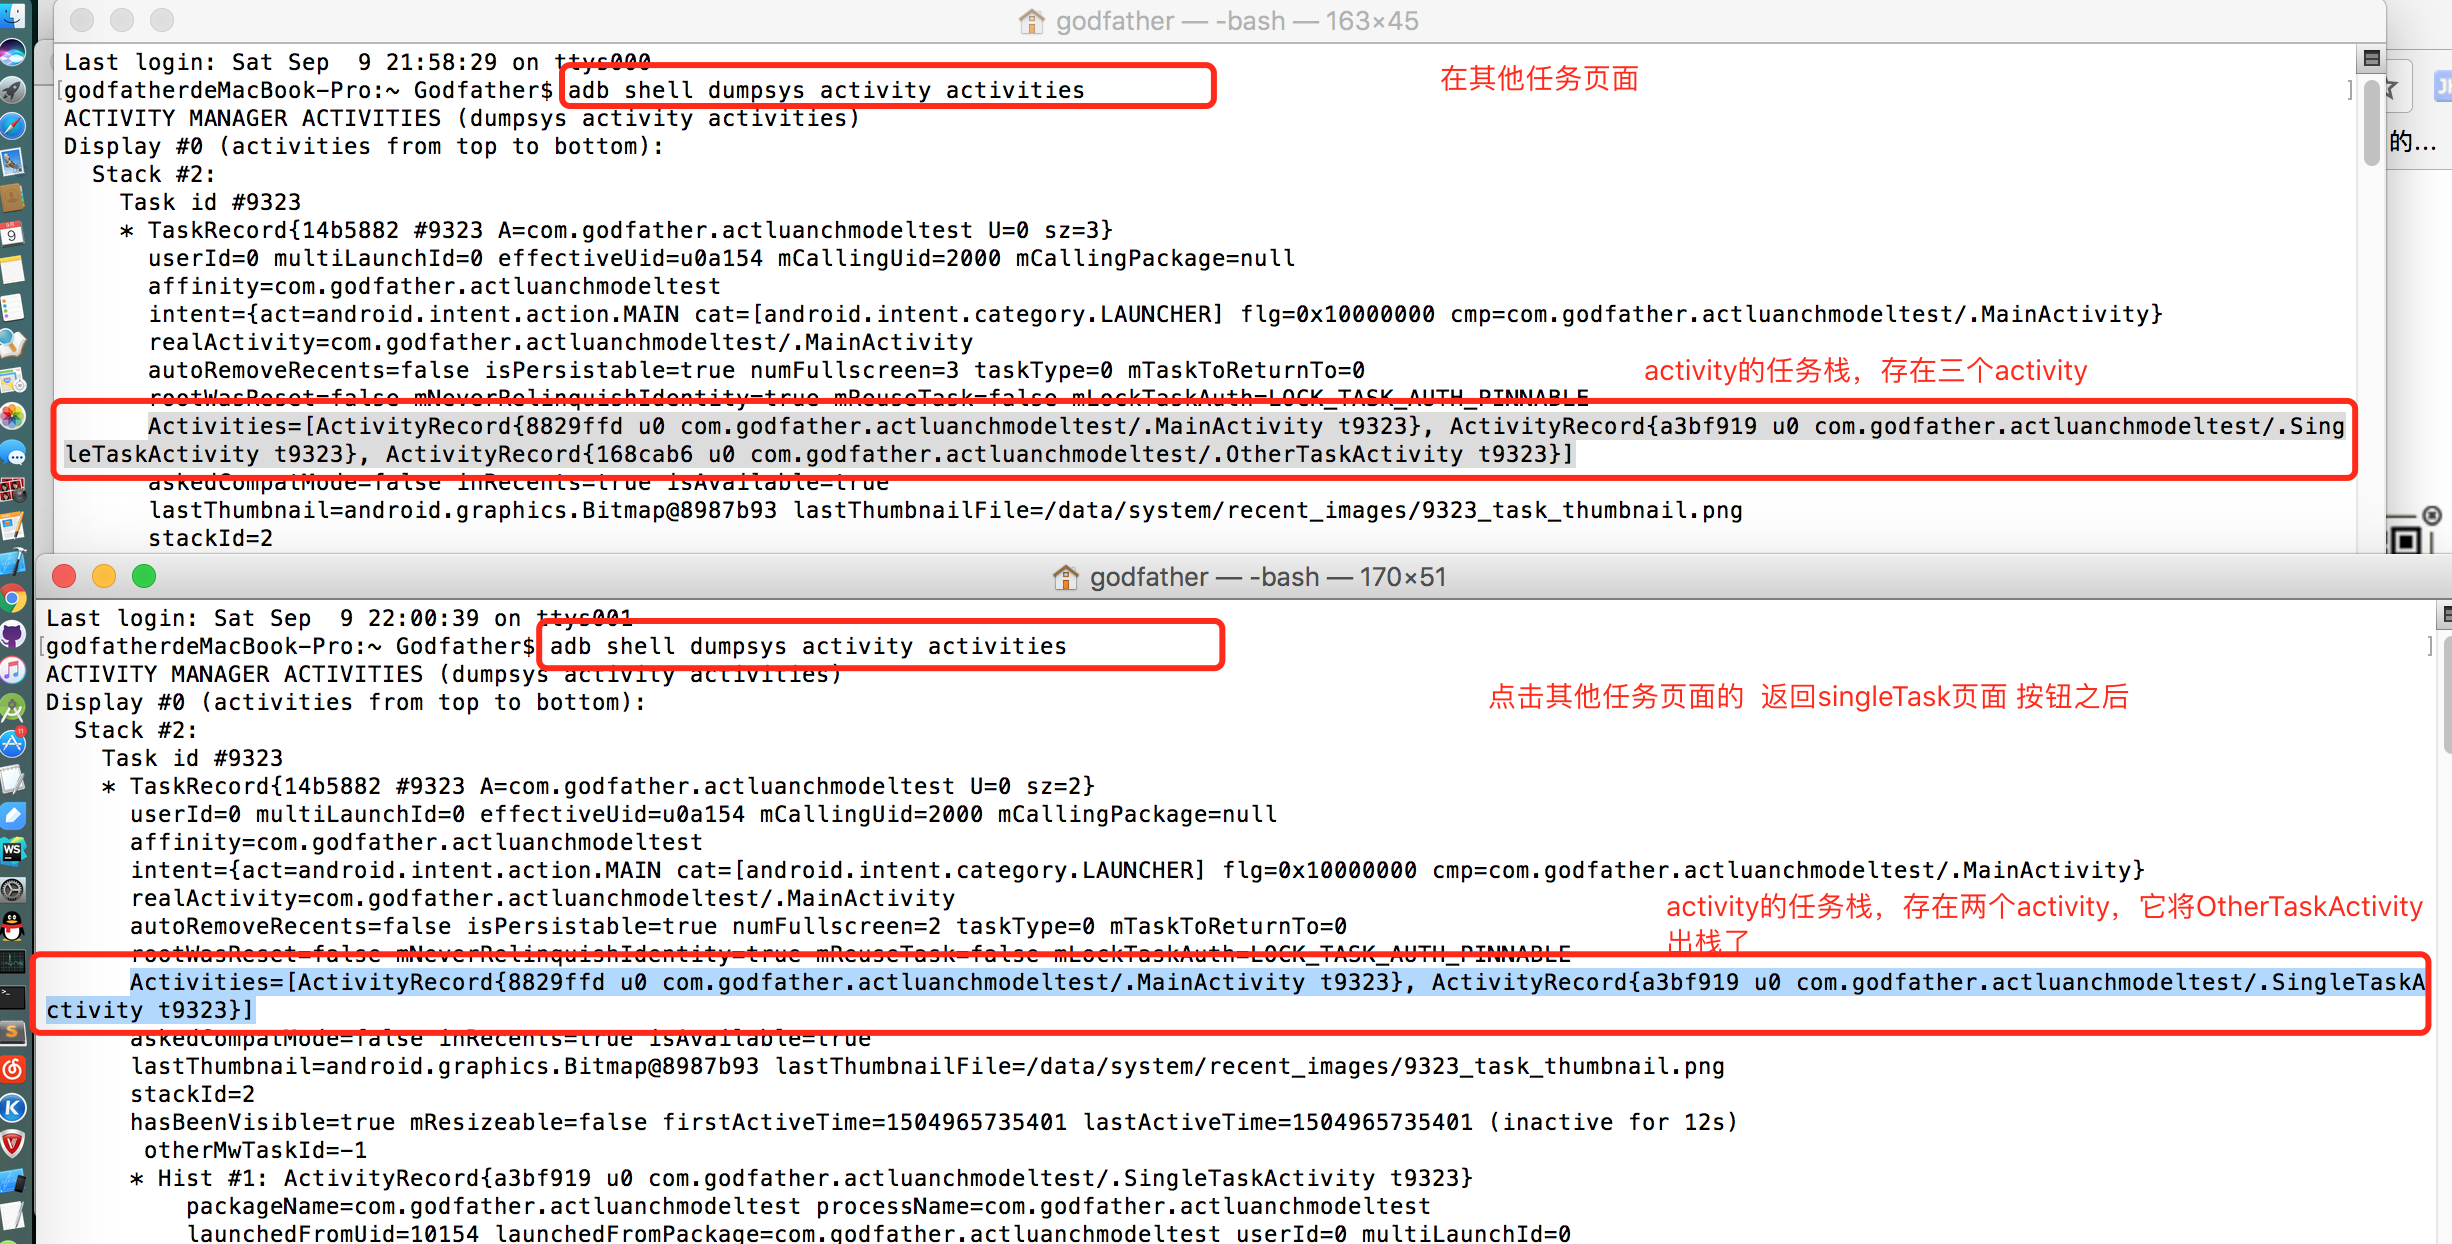 godfather — -bash — 163×45
Last login: Sat Sep  9 21:58:29 on ttys000
[godfatherdeMacBook-Pro:~ Godfather$ adb shell dumpsys activity activities ]
在其他任务页面
ACTIVITY MANAGER ACTIVITIES (dumpsys activity activities)
Display #0 (activities from top to bottom):
的...
Stack #2:
Task id #9323
* TaskRecord{14b5882 #9323 A=com.godfather.actluanchmodeltest U=0 sz=3}
userId=0 multiLaunchId=0 effectiveUid=u0a154 mCallingUid=2000 mCallingPackage=null
affinity=com.godfather.actluanchmodeltest
intent={act=android.intent.action.MAIN cat=[android.intent.category.LAUNCHER] flg=0x10000000 cmp=com.godfather.actluanchmodeltest/.MainActivity}
realActivity=com.godfather.actluanchmodeltest/.MainActivity
autoRemoveRecents=false isPersistable=true numFullscreen=3 taskType=0 mTaskToReturnTo=0
activity的任务栈，存在三个activity
rootWasReset=false mNeverRelinquishIdentity=true mReuseTask=false mLockTaskAuth=LOCK_TASK_AUTH_PINNABLE
Activities=[ActivityRecord{8829ffd u0 com.godfather.actluanchmodeltest/.MainActivity t9323}, ActivityRecord{a3bf919 u0 com.godfather.actluanchmodeltest/.Sing
leTaskActivity t9323}, ActivityRecord{168cab6 u0 com.godfather.actluanchmodeltest/.OtherTaskActivity t9323}]
askedCompatMode=false inRecents=true isAvailable=true
lastThumbnail=android.graphics.Bitmap@8987b93 lastThumbnailFile=/data/system/recent_images/9323_task_thumbnail.png
stackId=2
godfather — -bash — 170×51
Last login: Sat Sep  9 22:00:39 on ttys001
[godfatherdeMacBook-Pro:~ Godfather$ adb shell dumpsys activity activities ]
ACTIVITY MANAGER ACTIVITIES (dumpsys activity activities)
点击其他任务页面的 返回singleTask页面 按钮之后
Display #0 (activities from top to bottom):
Stack #2:
Task id #9323
* TaskRecord{14b5882 #9323 A=com.godfather.actluanchmodeltest U=0 sz=2}
userId=0 multiLaunchId=0 effectiveUid=u0a154 mCallingUid=2000 mCallingPackage=null
affinity=com.godfather.actluanchmodeltest
intent={act=android.intent.action.MAIN cat=[android.intent.category.LAUNCHER] flg=0x10000000 cmp=com.godfather.actluanchmodeltest/.MainActivity}
realActivity=com.godfather.actluanchmodeltest/.MainActivity
activity的任务栈，存在两个activity，它将OtherTaskActivity
出栈了
autoRemoveRecents=false isPersistable=true numFullscreen=2 taskType=0 mTaskToReturnTo=0
rootWasReset=false mNeverRelinquishIdentity=true mReuseTask=false mLockTaskAuth=LOCK_TASK_AUTH_PINNABLE
Activities=[ActivityRecord{8829ffd u0 com.godfather.actluanchmodeltest/.MainActivity t9323}, ActivityRecord{a3bf919 u0 com.godfather.actluanchmodeltest/.SingleTaskA
ctivity t9323}]
askedCompatMode=false inRecents=true isAvailable=true
lastThumbnail=android.graphics.Bitmap@8987b93 lastThumbnailFile=/data/system/recent_images/9323_task_thumbnail.png
stackId=2
hasBeenVisible=true mResizeable=false firstActiveTime=1504965735401 lastActiveTime=1504965735401 (inactive for 12s)
otherMwTaskId=-1
* Hist #1: ActivityRecord{a3bf919 u0 com.godfather.actluanchmodeltest/.SingleTaskActivity t9323}
packageName=com.godfather.actluanchmodeltest processName=com.godfather.actluanchmodeltest
launchedFromUid=10154 launchedFromPackage=com.godfather.actluanchmodeltest userId=0 multiLaunchId=0